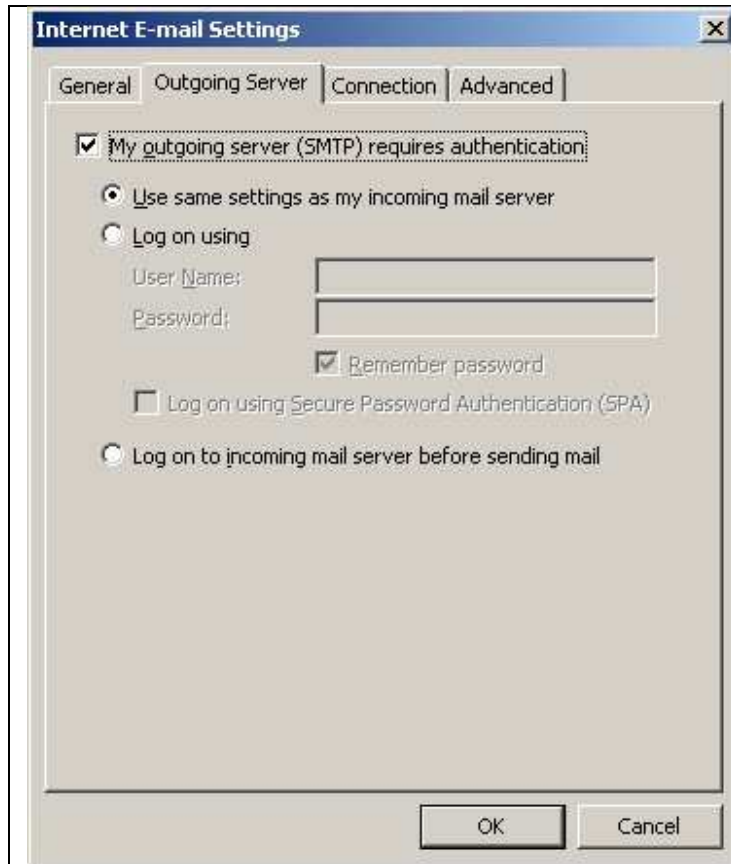 Internet E-mail Settings
General Outgoing Server Connection Advanced
My outgoing server (SMTP) requires authentication
Use same settings as my incoming mail server
Log on using
User Name:
Password:
Remember password
Log on using Secure Password Authentication (SPA)
Log on to incoming mail server before sending mail
OK Cancel